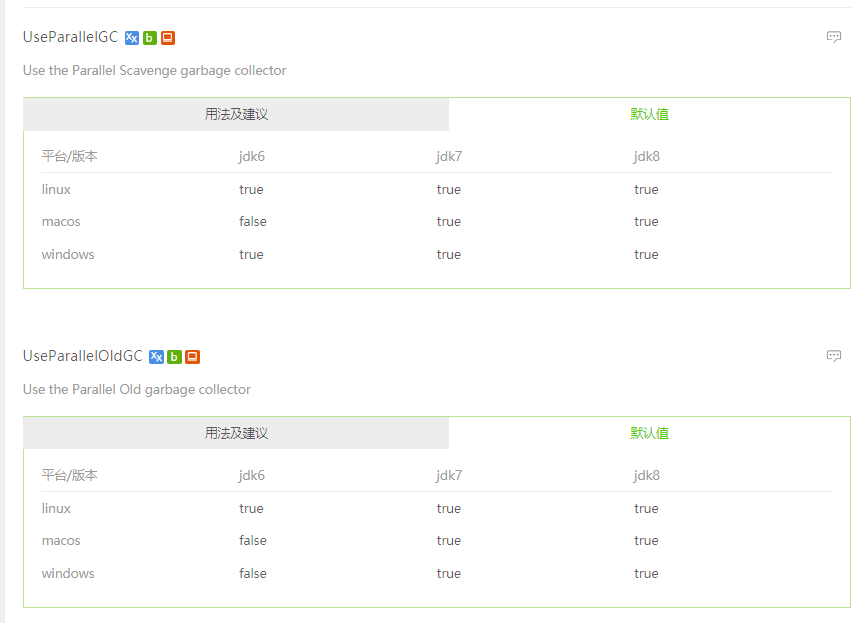 UseParallelGC Xx b
Use the Parallel Scavenge garbage collector
用法及建议 默认值
平台/版本 jdk6 jdk7 jdk8
linux true true true
macos false true true
windows true true true
UseParallelOldGC Xx b
Use the Parallel Old garbage collector
用法及建议 默认值
平台/版本 jdk6 jdk7 jdk8
linux true true true
macos false true true
windows false true true